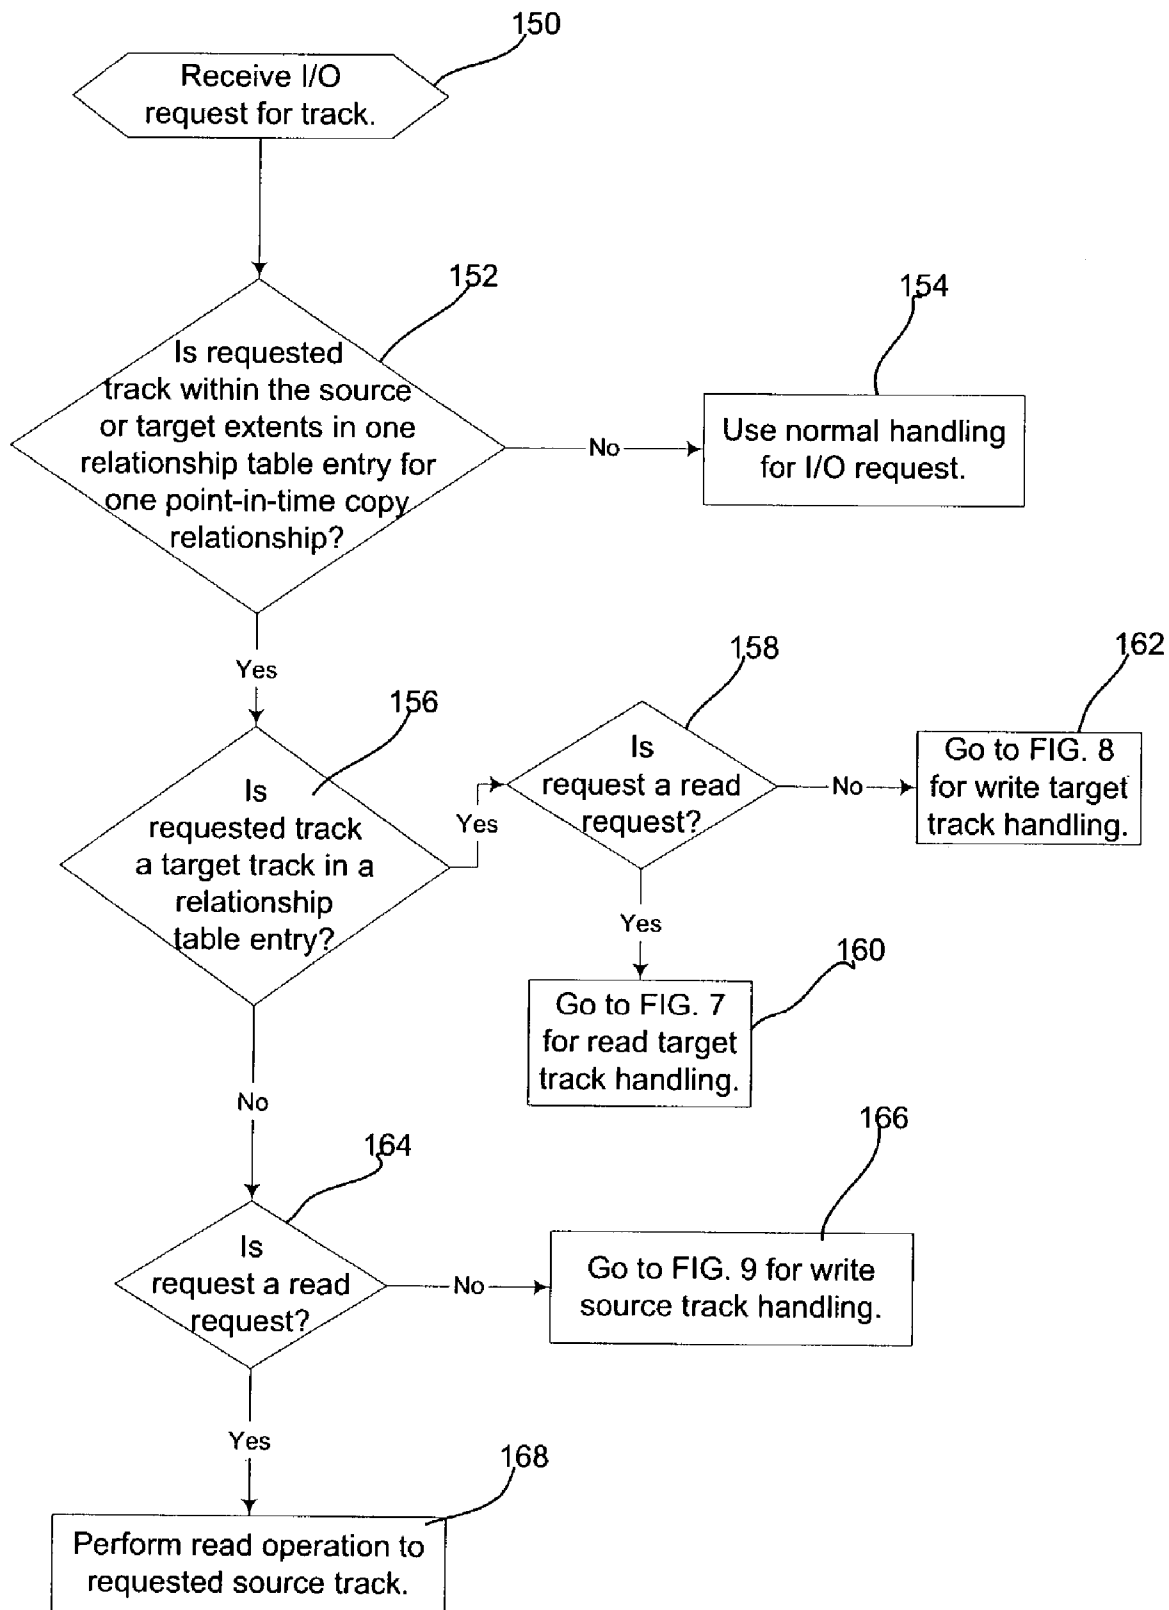 150
Receive I/O
request for track.
152
Is requested
track within the source
or target extents in one
relationship table entry for
one point-in-time copy
relationship?
No
154
Use normal handling
for I/O request.
Yes
156
Is
requested track
a target track in a
relationship
table entry?
Yes
158
Is
request a read
request?
No
162
Go to FIG. 8
for write target
track handling.
Yes
160
Go to FIG. 7
for read target
track handling.
No
164
Is
request a read
request?
No
166
Go to FIG. 9 for write
source track handling.
Yes
168
Perform read operation to
requested source track.